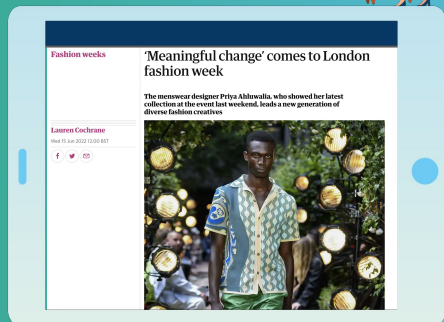 Fashion weeks
‘Meaningful change’ comes to London
fashion week
The menswear designer Priya Ahluwalia, who showed her latest
collection at the event last weekend, leads a new generation of
diverse fashion creatives
Lauren Cochrane
Wed 15 Jun 2022 12.00 BST